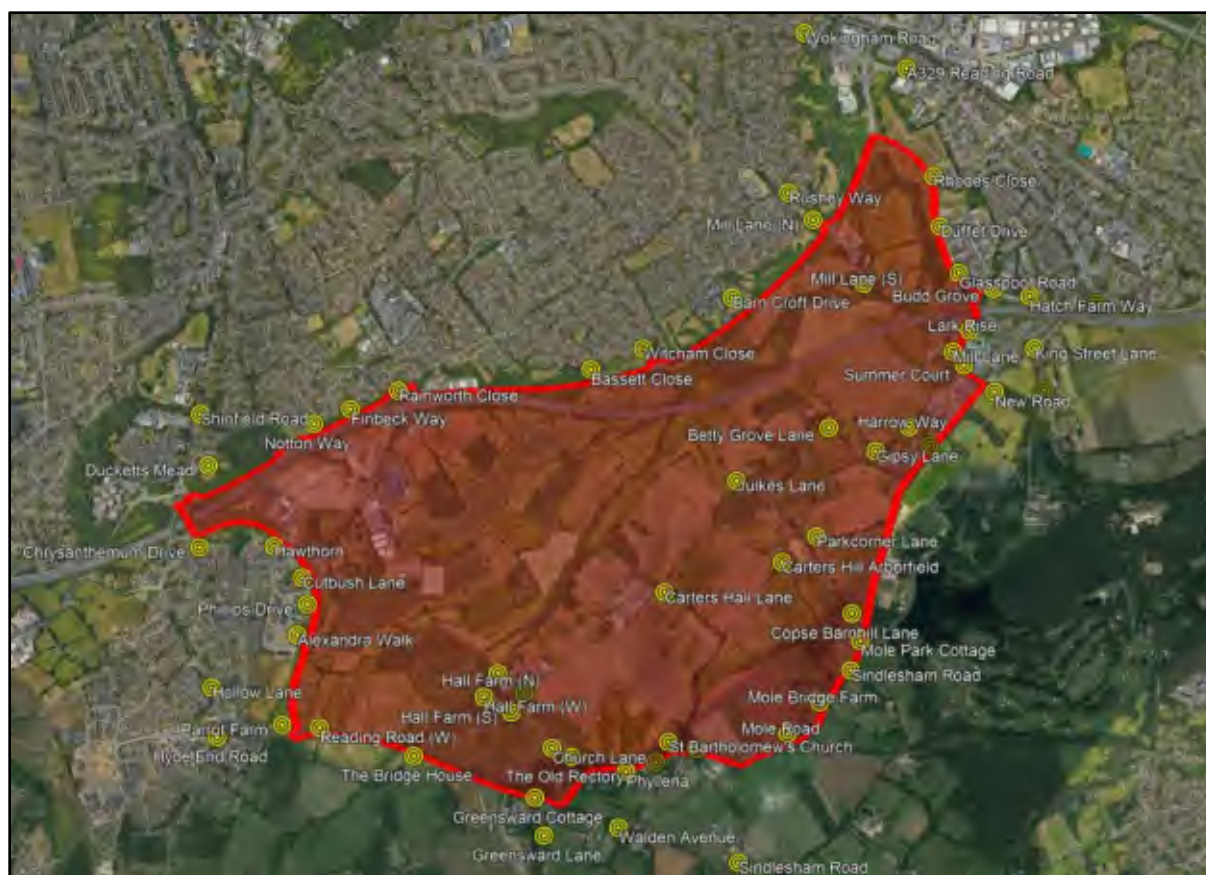 Wokingham Road
A329 Reading Road
Rhodes Close
Rushey Way
Mill Lane (N)
Duffet Drive
Mill Lane (S)
Glasspool Road
Budd Grove
Barn Croft Drive
Hatch Farm Way
Lark Rise
Witcham Close
Mill Lane
King Street Lane
Bassett Close
Summer Court
Rainworth Close
New Road
Shinfield Road
Finbeck Way
Notton Way
Betty Grove Lane
Harrow Way
Gipsy Lane
Ducketts Mead
Julkes Lane
Parkcorner Lane
Chrysanthemum Drive
Hawthorn
Carters Hill Arborfield
Cutbush Lane
Carters Hall Lane
Phillips Drive
Copse Barnhill Lane
Alexandra Walk
Mole Park Cottage
Sindlesham Road
Hall Farm (N)
Hollow Lane
Mole Bridge Farm
Hall Farm (W)
Hall Farm (S)
Parrot Farm
Reading Road (W)
Mole Road
St Bartholomew's Church
Hyde End Road
Church Lane
The Bridge House
The Old Rectory
Phyllena
Greensward Cottage
Walden Avenue
Greensward Lane
Sindlesham Road